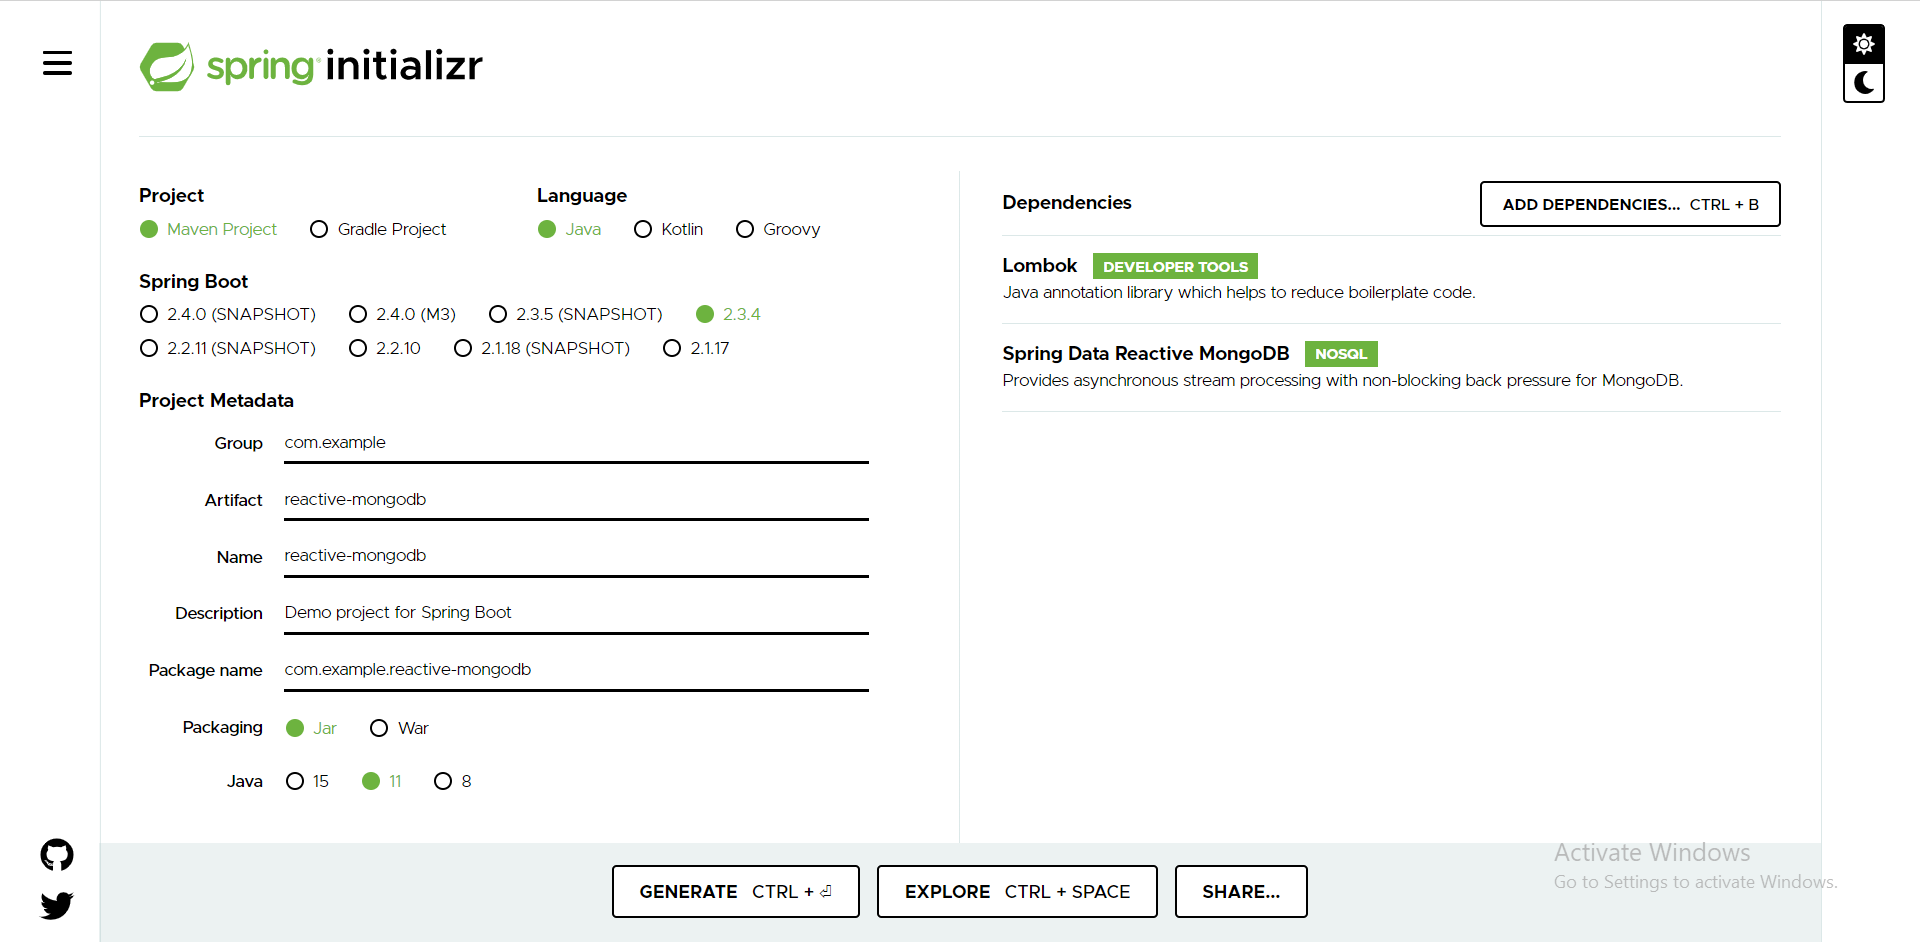 spring initializr
Project
Maven Project Gradle Project
Language
Java Kotlin Groovy
Spring Boot
2.4.0 (SNAPSHOT) 2.4.0 (M3) 2.3.5 (SNAPSHOT) 2.3.4
2.2.11 (SNAPSHOT) 2.2.10 2.1.18 (SNAPSHOT) 2.1.17
Project Metadata
Group com.example
Artifact reactive-mongodb
Name reactive-mongodb
Description Demo project for Spring Boot
Package name com.example.reactive-mongodb
Packaging Jar War
Java 15 11 8
Dependencies
ADD DEPENDENCIES... CTRL + B
Lombok DEVELOPER TOOLS
Java annotation library which helps to reduce boilerplate code.
Spring Data Reactive MongoDB NOSQL
Provides asynchronous stream processing with non-blocking back pressure for MongoDB.
GENERATE CTRL + ⏎
EXPLORE CTRL + SPACE
SHARE...
Activate Windows
Go to Settings to activate Windows.